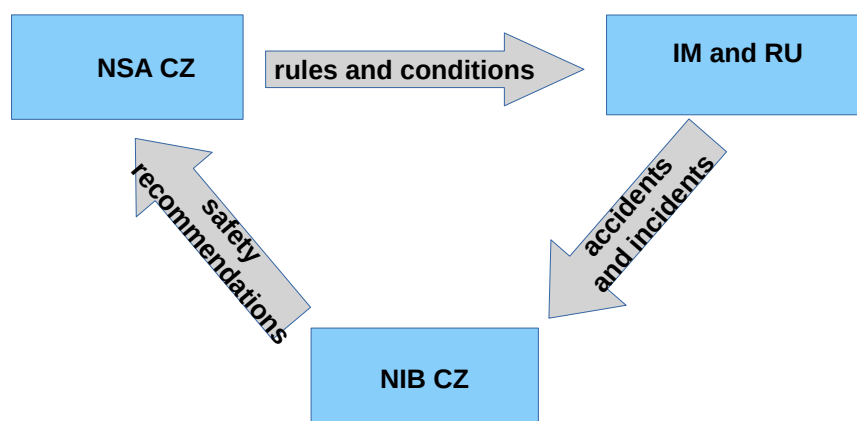 NSA CZ
rules and conditions
IM and RU
accidents
and incidents
safety
recommendations
NIB CZ